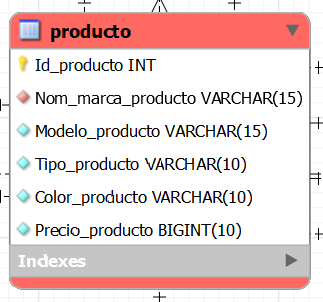 producto
Id_producto INT
Nom_marca_producto VARCHAR(15)
Modelo_producto VARCHAR(15)
Tipo_producto VARCHAR(10)
Color_producto VARCHAR(10)
Precio_producto BIGINT(10)
Indexes